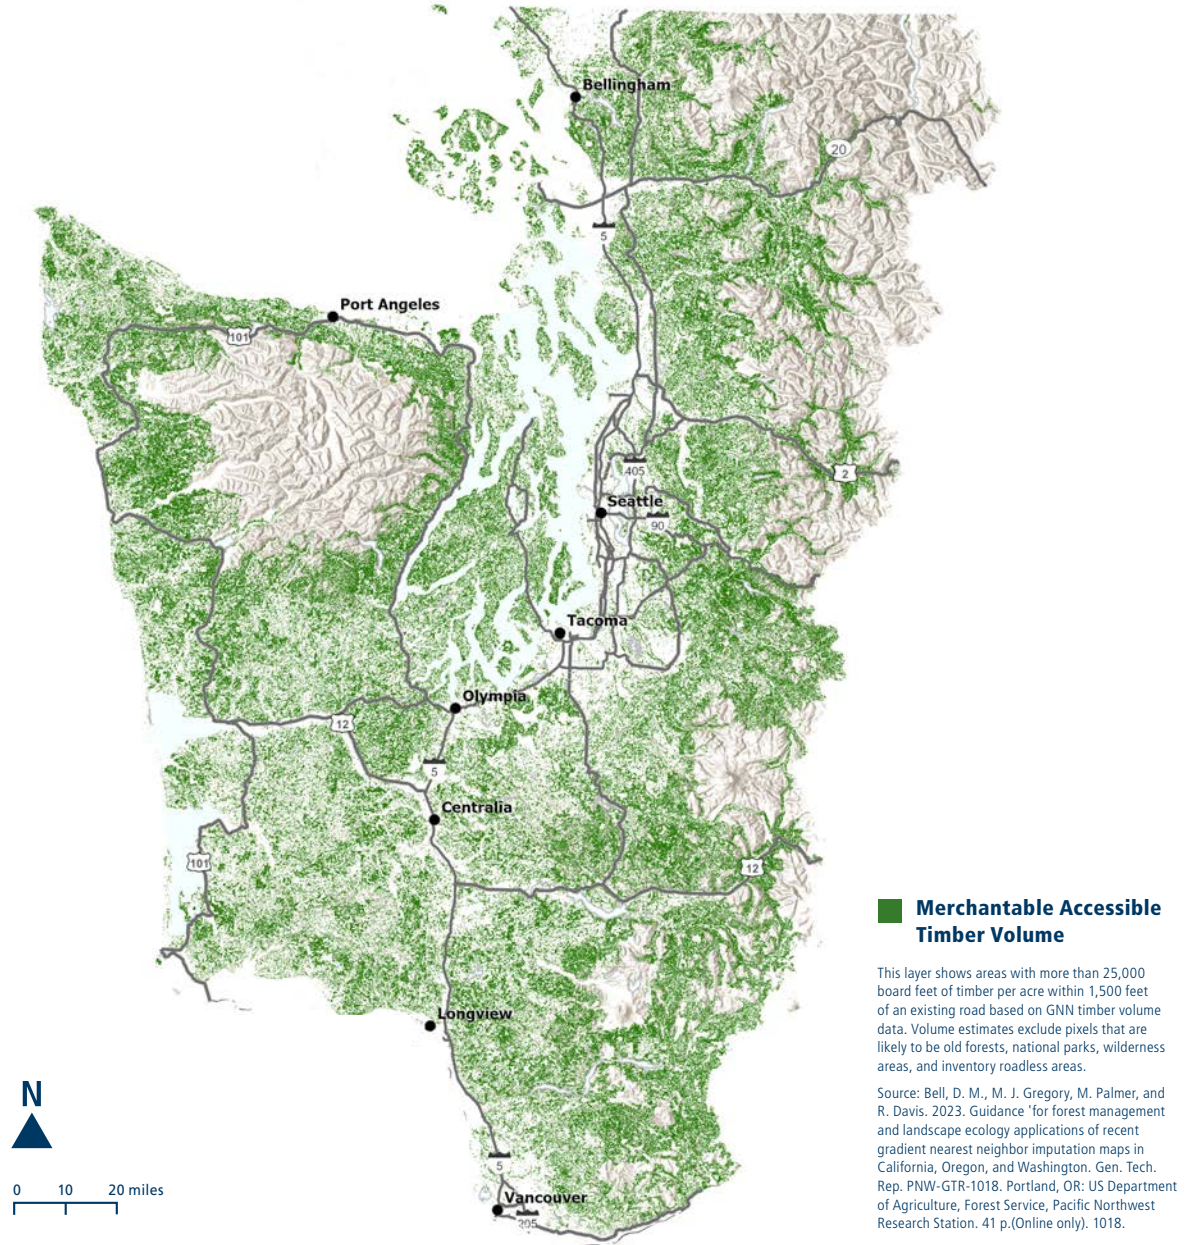 Bellingham
20
5
Port Angeles
101
405
2
Seattle
90
Tacoma
Olympia
12
5
Centralia
101
12
Merchantable Accessible
Timber Volume
This layer shows areas with more than 25,000
board feet of timber per acre within 1,500 feet
of an existing road based on GNN timber volume
data. Volume estimates exclude pixels that are
likely to be old forests, national parks, wilderness
areas, and inventory roadless areas.
Source: Bell, D. M., M. J. Gregory, M. Palmer, and
R. Davis. 2023. Guidance 'for forest management
and landscape ecology applications of recent
gradient nearest neighbor imputation maps in
California, Oregon, and Washington. Gen. Tech.
Rep. PNW-GTR-1018. Portland, OR: US Department
of Agriculture, Forest Service, Pacific Northwest
Research Station. 41 p.(Online only). 1018.
Longview
N
0 10 20 miles
5
Vancouver
205